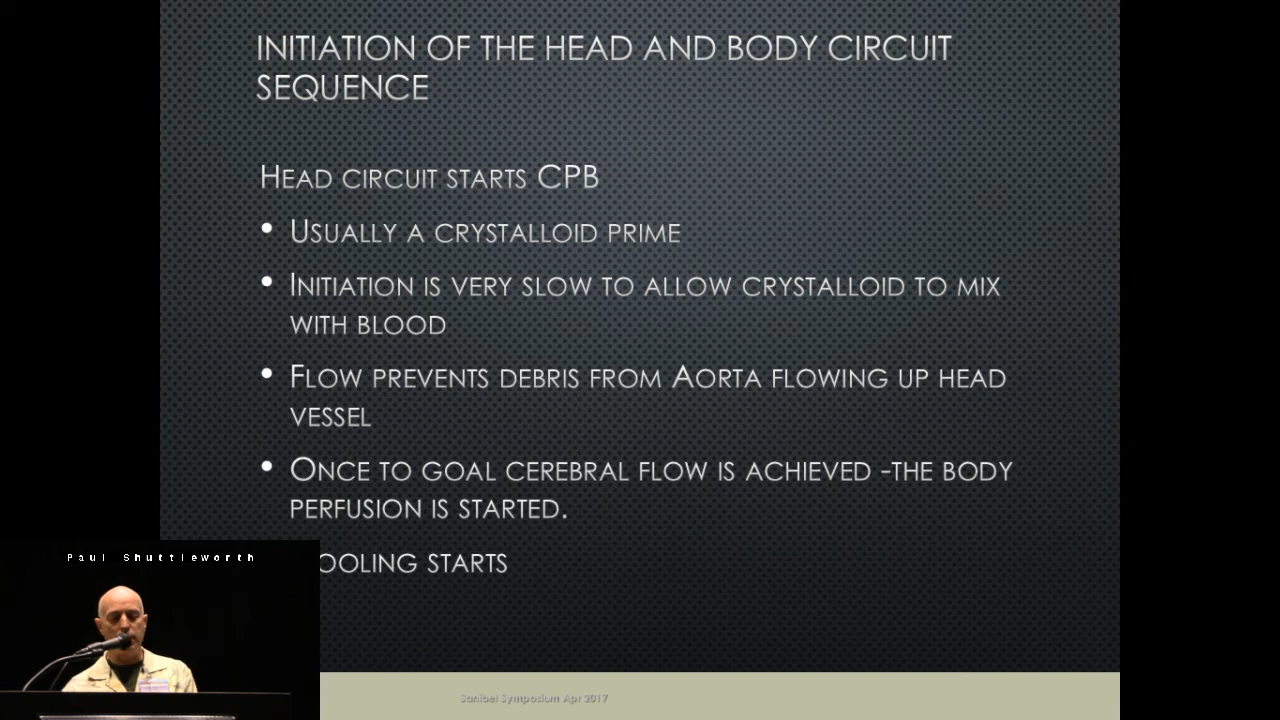 INITIATION OF THE HEAD AND BODY CIRCUIT
SEQUENCE
HEAD CIRCUIT STARTS CPB
• USUALLY A CRYSTALLOID PRIME
• INITIATION IS VERY SLOW TO ALLOW CRYSTALLOID TO MIX
WITH BLOOD
• FLOW PREVENTS DEBRIS FROM AORTA FLOWING UP HEAD
VESSEL
• ONCE TO GOAL CEREBRAL FLOW IS ACHIEVED -THE BODY
PERFUSION IS STARTED.
OOLING STARTS
Paul Shuttleworth
Sanibel Symposium Apr 2017